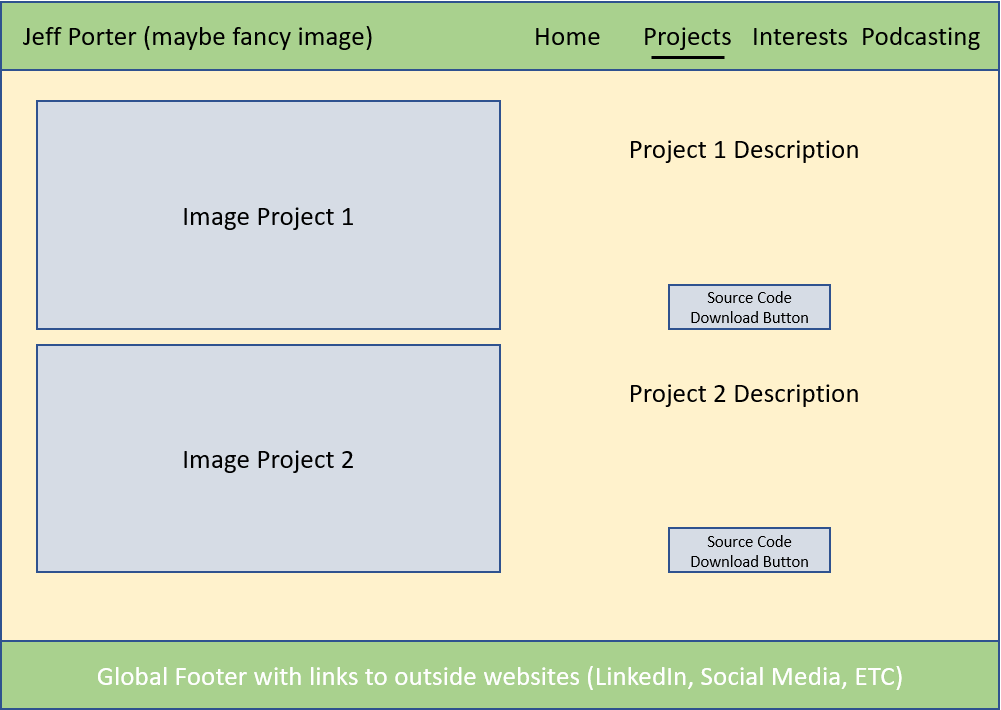 Jeff Porter (maybe fancy image)
Home Projects Interests Podcasting
Image Project 1
Project 1 Description
Source Code
Download Button
Image Project 2
Project 2 Description
Source Code
Download Button
Global Footer with links to outside websites (LinkedIn, Social Media, ETC)